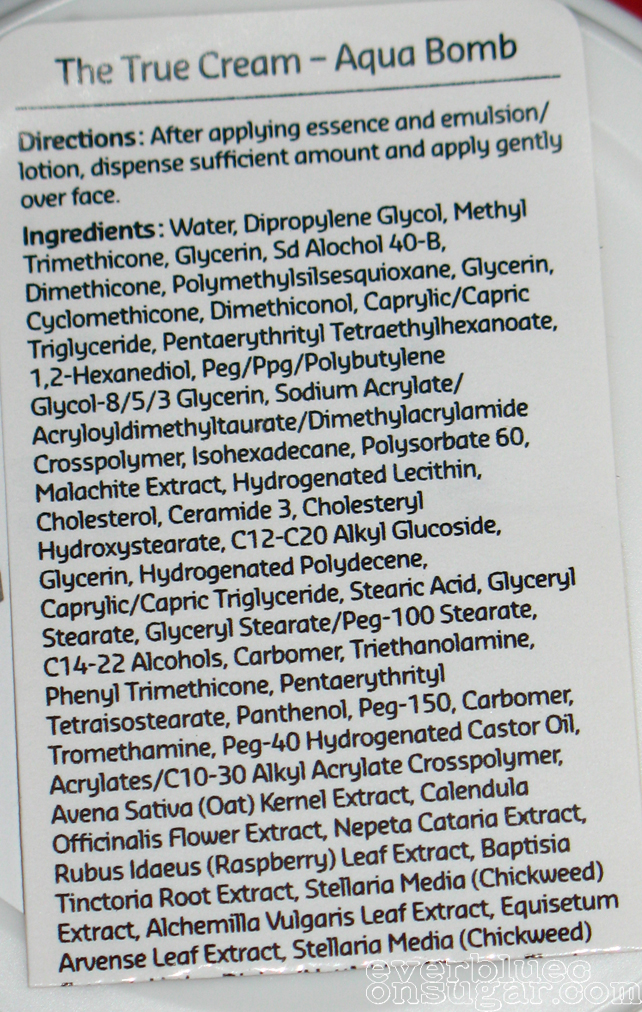 The True Cream – Aqua Bomb
Directions: After applying essence and emulsion/
lotion, dispense sufficient amount and apply gently
over face.
Ingredients: Water, Dipropylene Glycol, Methyl
Trimethicone, Glycerin, Sd Alochol 40-B,
Dimethicone, Polymethylsilsesquioxane, Glycerin,
Cyclomethicone, Dimethiconol, Caprylic/Capric
Triglyceride, Pentaerythrityl Tetraethylhexanoate,
1,2-Hexanediol, Peg/Ppg/Polybutylene
Glycol-8/5/3 Glycerin, Sodium Acrylate/
Acryloyldimethyltaurate/Dimethylacrylamide
Crosspolymer, Isohexadecane, Polysorbate 60,
Malachite Extract, Hydrogenated Lecithin,
Cholesterol, Ceramide 3, Cholesteryl
Hydroxystearate, C12-C20 Alkyl Glucoside,
Glycerin, Hydrogenated Polydecene,
Caprylic/Capric Triglyceride, Stearic Acid, Glyceryl
Stearate, Glyceryl Stearate/Peg-100 Stearate,
C14-22 Alcohols, Carbomer, Triethanolamine,
Phenyl Trimethicone, Pentaerythrityl
Tetraisostearate, Panthenol, Peg-150, Carbomer,
Tromethamine, Peg-40 Hydrogenated Castor Oil,
Acrylates/C10-30 Alkyl Acrylate Crosspolymer,
Avena Sativa (Oat) Kernel Extract, Calendula
Officinalis Flower Extract, Nepeta Cataria Extract,
Rubus Idaeus (Raspberry) Leaf Extract, Baptisia
Tinctoria Root Extract, Stellaria Media (Chickweed)
Extract, Alchemilla Vulgaris Leaf Extract, Equisetum
Arvense Leaf Extract, Stellaria Media (Chickweed)
everbluec
onsugar.com